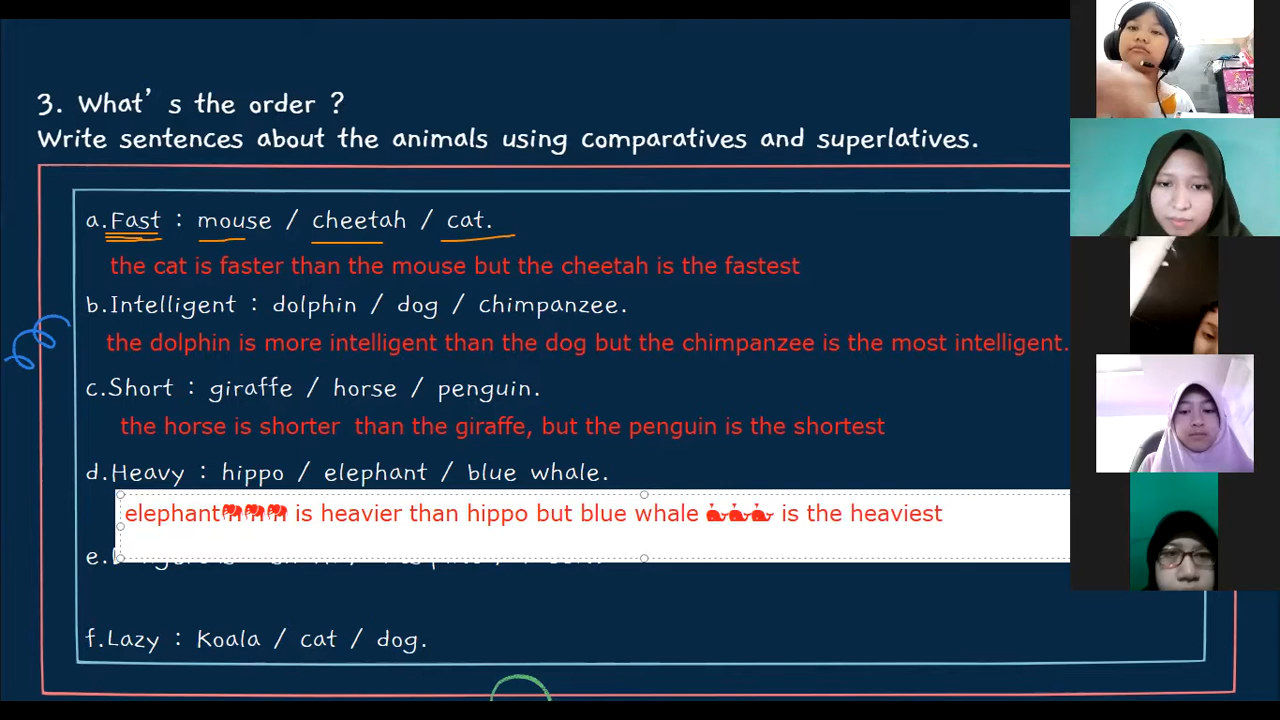 3. What's the order ?
Write sentences about the animals using comparatives and superlatives.
a.Fast : mouse / cheetah / cat.
the cat is faster than the mouse but the cheetah is the fastest
b.Intelligent : dolphin / dog / chimpanzee.
the dolphin is more intelligent than the dog but the chimpanzee is the most intelligent.
c.Short : giraffe / horse / penguin.
the horse is shorter than the giraffe, but the penguin is the shortest
d.Heavy : hippo / elephant / blue whale.
elephant🐘🐘🐘 is heavier than hippo but blue whale 🐳🐳🐳 is the heaviest
e.
f.Lazy : Koala / cat / dog.